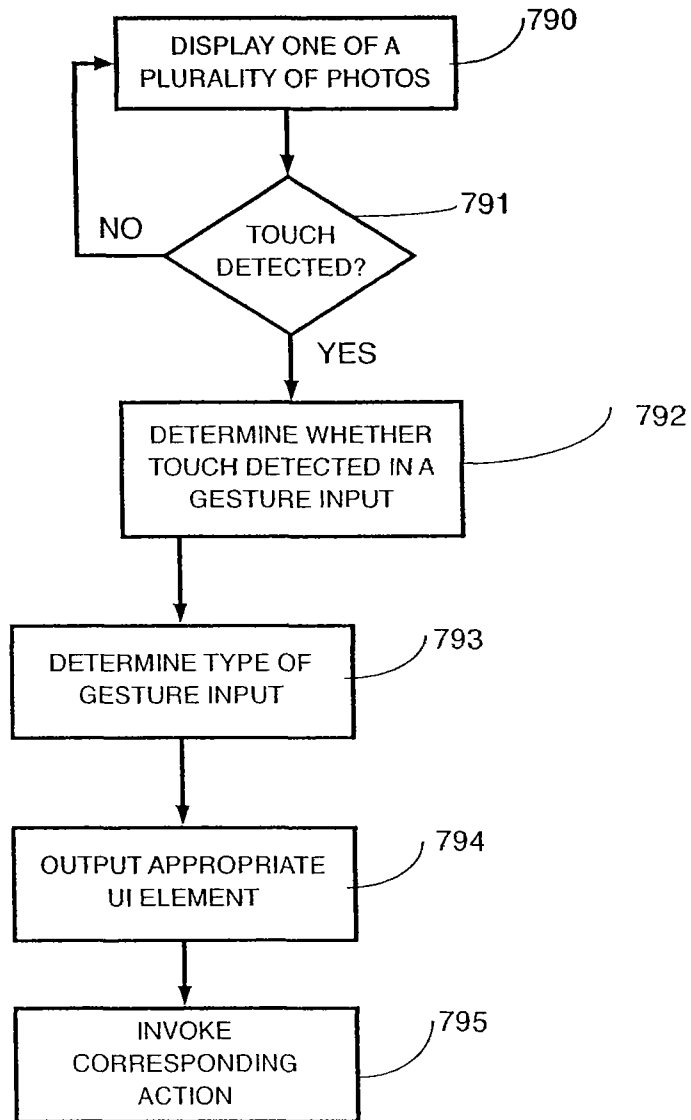 790
DISPLAY ONE OF A
PLURALITY OF PHOTOS
791
NO
TOUCH
DETECTED?
YES
792
DETERMINE WHETHER
TOUCH DETECTED IN A
GESTURE INPUT
793
DETERMINE TYPE OF
GESTURE INPUT
794
OUTPUT APPROPRIATE
UI ELEMENT
795
INVOKE
CORRESPONDING
ACTION